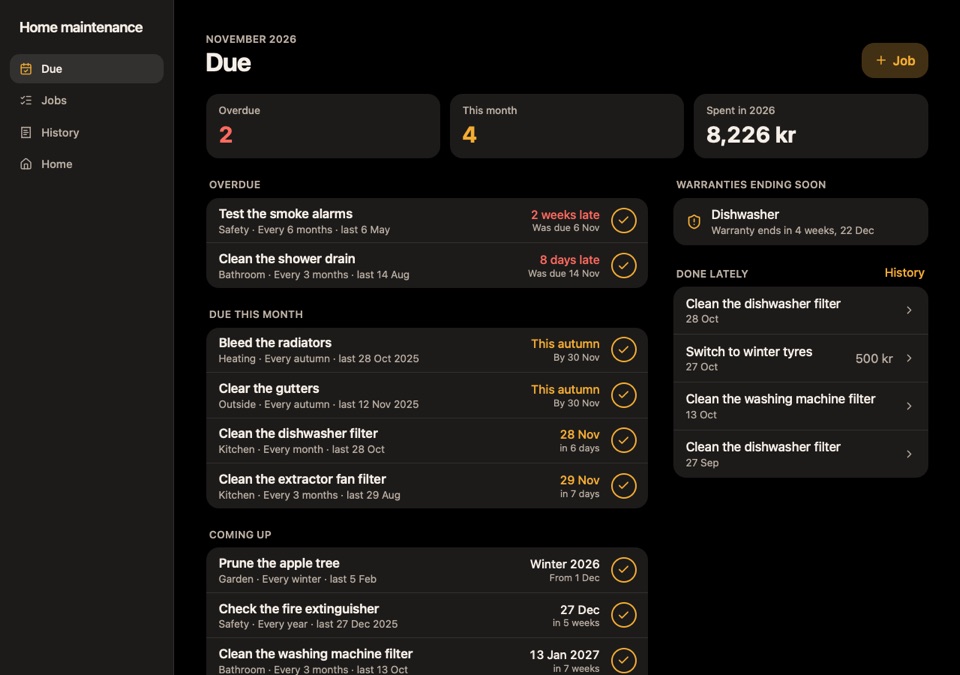 Home maintenance
Due
Jobs
History
Home
NOVEMBER 2026
Due
+ Job
Overdue
2
This month
4
Spent in 2026
8,226 kr
OVERDUE
Test the smoke alarms
Safety · Every 6 months · last 6 May
2 weeks late
Was due 6 Nov
Clean the shower drain
Bathroom · Every 3 months · last 14 Aug
8 days late
Was due 14 Nov
DUE THIS MONTH
Bleed the radiators
Heating · Every autumn · last 28 Oct 2025
This autumn
By 30 Nov
Clear the gutters
Outside · Every autumn · last 12 Nov 2025
This autumn
By 30 Nov
Clean the dishwasher filter
Kitchen · Every month · last 28 Oct
28 Nov
in 6 days
Clean the extractor fan filter
Kitchen · Every 3 months · last 29 Aug
29 Nov
in 7 days
COMING UP
Prune the apple tree
Garden · Every winter · last 5 Feb
Winter 2026
From 1 Dec
Check the fire extinguisher
Safety · Every year · last 27 Dec 2025
27 Dec
in 5 weeks
Clean the washing machine filter
Bathroom · Every 3 months · last 13 Oct
13 Jan 2027
in 7 weeks
WARRANTIES ENDING SOON
Dishwasher
Warranty ends in 4 weeks, 22 Dec
DONE LATELY
History
Clean the dishwasher filter
28 Oct
Switch to winter tyres
27 Oct
500 kr
Clean the washing machine filter
13 Oct
Clean the dishwasher filter
27 Sep